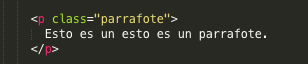 <p class="parrafote">
Esto es un esto es un parrafote.
</p>